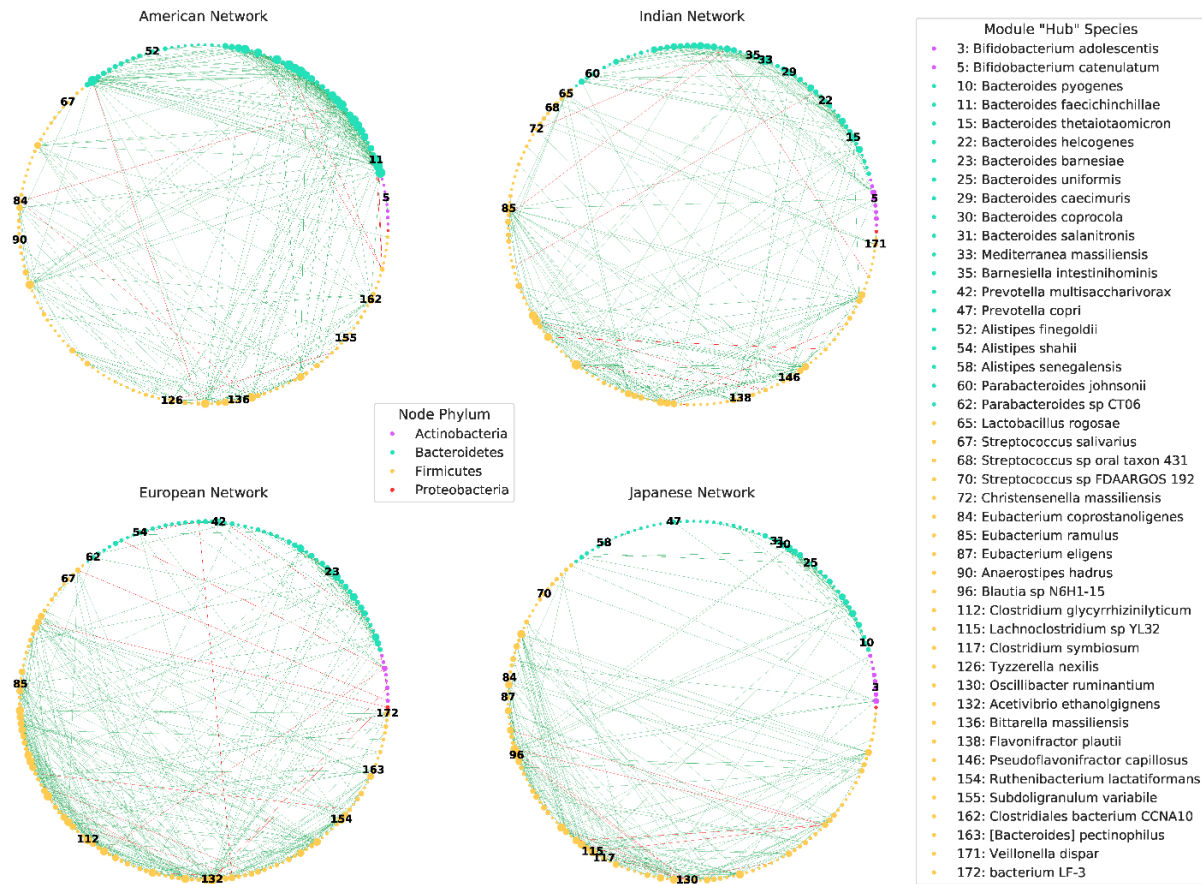 American Network
52
67
84
90
126
136
155
162
5
11
Indian Network
35
33
29
22
15
5
171
146
138
85
72
68
65
60
Node Phylum
Actinobacteria
Bacteroidetes
Firmicutes
Proteobacteria
European Network
42
54
62
67
85
112
132
154
163
172
23
Japanese Network
47
58
70
84
87
96
115
117
130
3
10
25
30
31
Module "Hub" Species
3: Bifidobacterium adolescentis
5: Bifidobacterium catenulatum
10: Bacteroides pyogenes
11: Bacteroides faecichinchillae
15: Bacteroides thetaiotaomicron
22: Bacteroides helcogenes
23: Bacteroides barnesiae
25: Bacteroides uniformis
29: Bacteroides caecimuris
30: Bacteroides coprocola
31: Bacteroides salanitronis
33: Mediterranea massiliensis
35: Barnesiella intestinihominis
42: Prevotella multisaccharivorax
47: Prevotella copri
52: Alistipes finegoldii
54: Alistipes shahii
58: Alistipes senegalensis
60: Parabacteroides johnsonii
62: Parabacteroides sp CT06
65: Lactobacillus rogosae
67: Streptococcus salivarius
68: Streptococcus sp oral taxon 431
70: Streptococcus sp FDAARGOS 192
72: Christensenella massiliensis
84: Eubacterium coprostanoligenes
85: Eubacterium ramulus
87: Eubacterium eligens
90: Anaerostipes hadrus
96: Blautia sp N6H1-15
112: Clostridium glycyrrhizinilyticum
115: Lachnoclostridium sp YL32
117: Clostridium symbiosum
126: Tyzzerella nexilis
130: Oscillibacter ruminantium
132: Acetivibrio ethanolgignens
136: Bittarella massiliensis
138: Flavonifractor plautii
146: Pseudoflavonifractor capillosus
154: Ruthenibacterium lactatiformans
155: Subdoligranulum variabile
162: Clostridiales bacterium CCNA10
163: [Bacteroides] pectinophilus
171: Veillonella dispar
172: bacterium LF-3